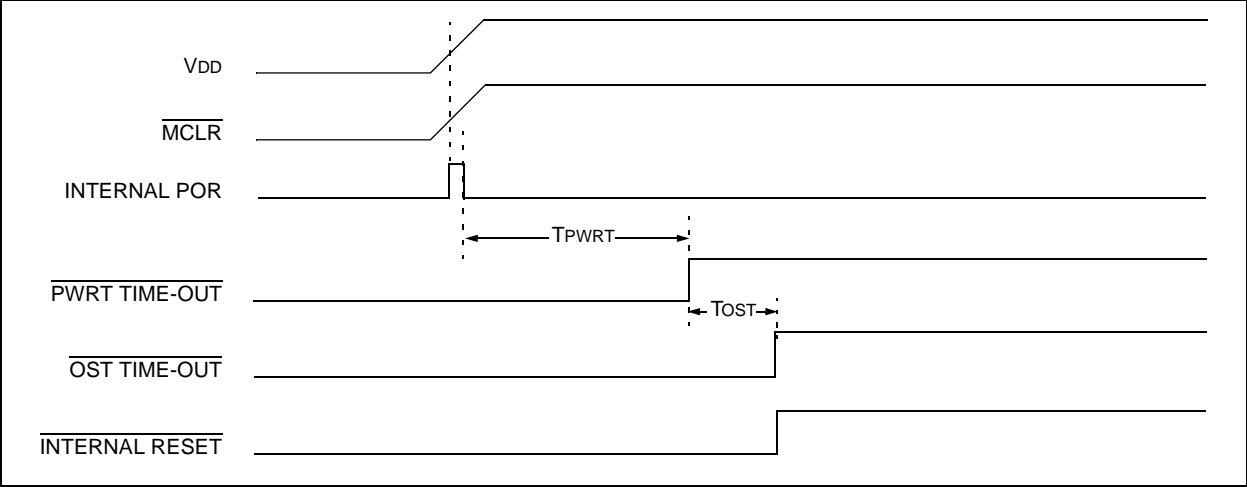 VDD
MCLR
INTERNAL POR
TPWRT
PWRT TIME-OUT
TOST
OST TIME-OUT
INTERNAL RESET